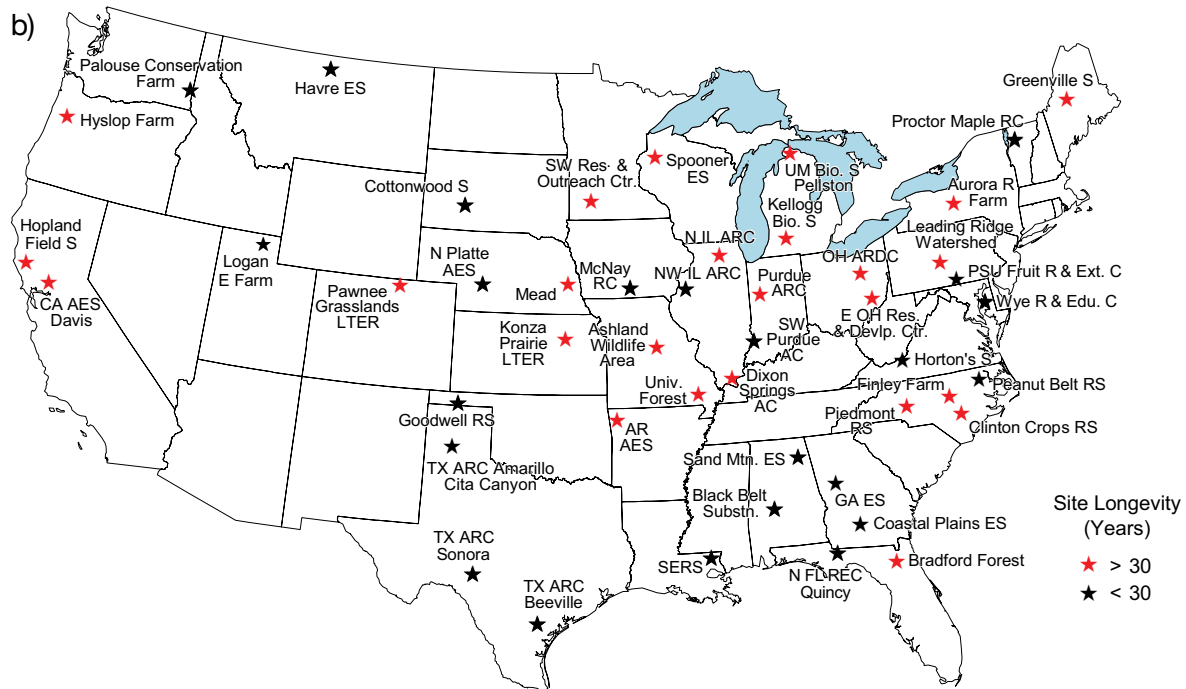 b)
Palouse Conservation
Farm
Havre ES
Hyslop Farm
Greenville S
Proctor Maple RC
SW Res· &
Outreach Ctr.
Spooner
ES
UM Bio. S
Pellston
Cottonwood S
Aurora R
Farm
Hopland
Field S
Kellogg
Bio. S
Leading Ridge
Watershed
Logan
E Farm
N Platte
AES
McNay
RC
N IL ARC
NW IL ARC
OH ARDC
PSU Fruit R & Ext. C
CA AES
Davis
Pawnee
Grasslands
LTER
Mead
Purdue
ARC
Wye R & Edu. C
E OH Res.
& Devlp. Ctr.
Konza
Prairie
LTER
Ashland
Wildlife
Area
SW
Purdue
AC
Horton's S
Univ.
Forest
Dixon
Springs
AC
Finley Farm
Peanut Belt RS
Goodwell RS
AR
AES
Piedmont
RS
Clinton Crops RS
TX ARC Amarillo
Cita Canyon
Sand Mtn. ES
Black Belt
Substn.
GA ES
Coastal Plains ES
Site Longevity
(Years)
TX ARC
Sonora
SERS
N FL REC
Quincy
Bradford Forest
> 30
< 30
TX ARC
Beeville